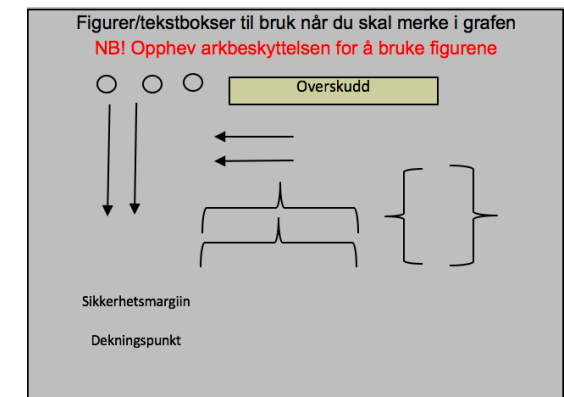 Figurer/tekstbokser til bruk når du skal merke i grafen
NB! Opphev arkbeskyttelsen for å bruke figurene
Overskudd
Sikkerhetsmargiin
Dekningspunkt